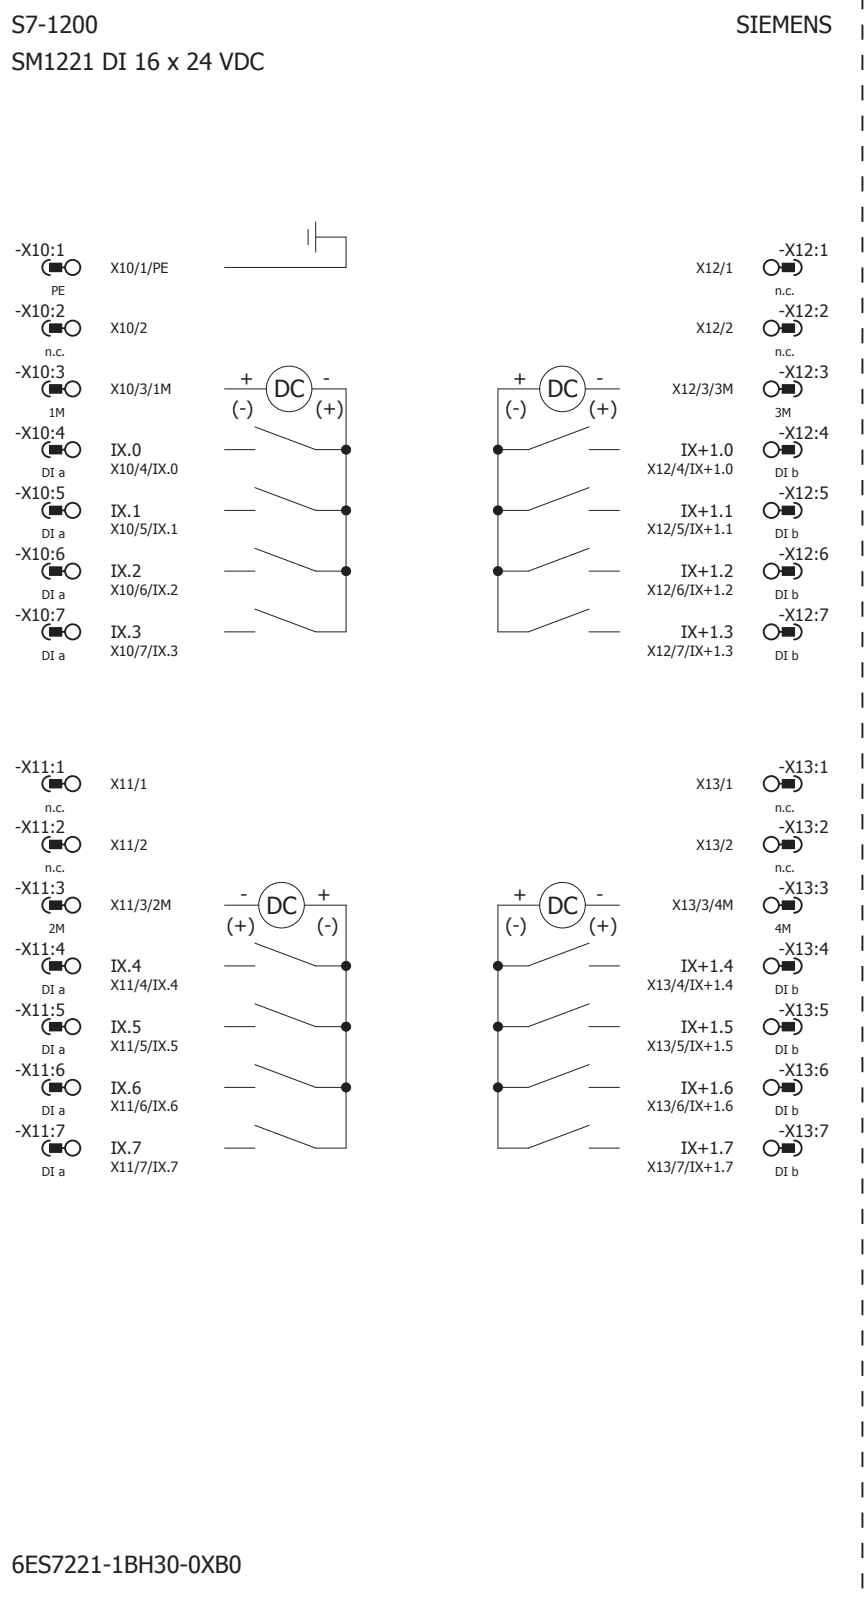 S7-1200
SIEMENS
SM1221 DI 16 x 24 VDC
-X10:1
X10/1/PE
PE
-X10:2
X10/2
n.c.
-X10:3
X10/3/1M
+ DC -
(-) (+)
1M
-X10:4
IX.0
X10/4/IX.0
DI a
-X10:5
IX.1
X10/5/IX.1
DI a
-X10:6
IX.2
X10/6/IX.2
DI a
-X10:7
IX.3
X10/7/IX.3
DI a
-X12:1
X12/1
n.c.
-X12:2
X12/2
n.c.
-X12:3
+ DC -
(-) (+)
X12/3/3M
3M
-X12:4
IX+1.0
X12/4/IX+1.0
DI b
-X12:5
IX+1.1
X12/5/IX+1.1
DI b
-X12:6
IX+1.2
X12/6/IX+1.2
DI b
-X12:7
IX+1.3
X12/7/IX+1.3
DI b
-X11:1
X11/1
n.c.
-X11:2
X11/2
n.c.
-X11:3
X11/3/2M
- DC +
(+) (-)
2M
-X11:4
IX.4
X11/4/IX.4
DI a
-X11:5
IX.5
X11/5/IX.5
DI a
-X11:6
IX.6
X11/6/IX.6
DI a
-X11:7
IX.7
X11/7/IX.7
DI a
-X13:1
X13/1
n.c.
-X13:2
X13/2
n.c.
-X13:3
+ DC -
(-) (+)
X13/3/4M
4M
-X13:4
IX+1.4
X13/4/IX+1.4
DI b
-X13:5
IX+1.5
X13/5/IX+1.5
DI b
-X13:6
IX+1.6
X13/6/IX+1.6
DI b
-X13:7
IX+1.7
X13/7/IX+1.7
DI b
6ES7221-1BH30-0XB0